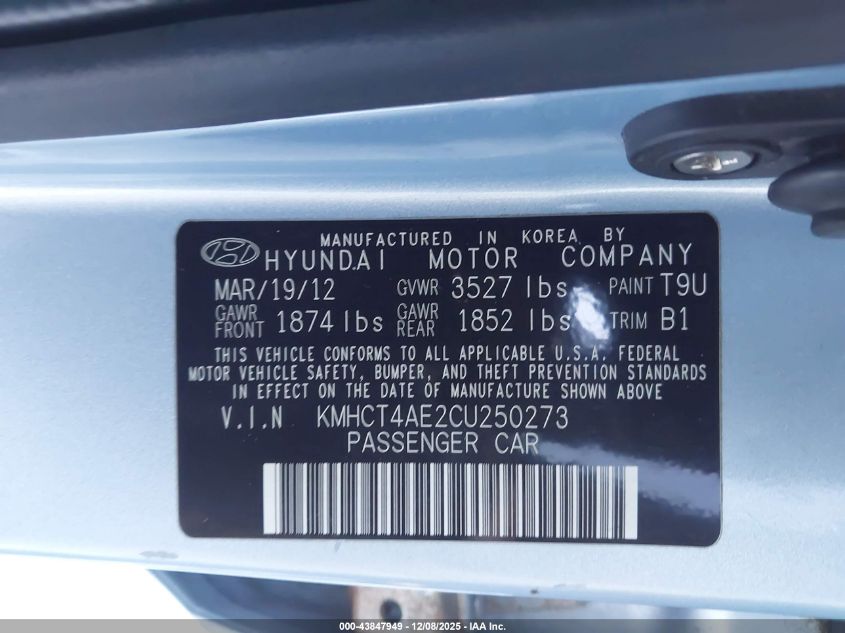 MANUFACTURED IN KOREA BY
HYUNDAI MOTOR COMPANY
MAR/19/12 GVWR 3527 lbs PAINT T9U
GAWR FRONT 1874 lbs GAWR REAR 1852 lbs TRIM B1
THIS VEHICLE CONFORMS TO ALL APPLICABLE U.S.A. FEDERAL
MOTOR VEHICLE SAFETY, BUMPER, AND THEFT PREVENTION STANDARDS
IN EFFECT ON THE DATE OF MANUFACTURE SHOWN ABOVE
V.I.N KMHCT4AE2CU250273
PASSENGER CAR
000-43847949 - 12/08/2025 - IAA Inc.